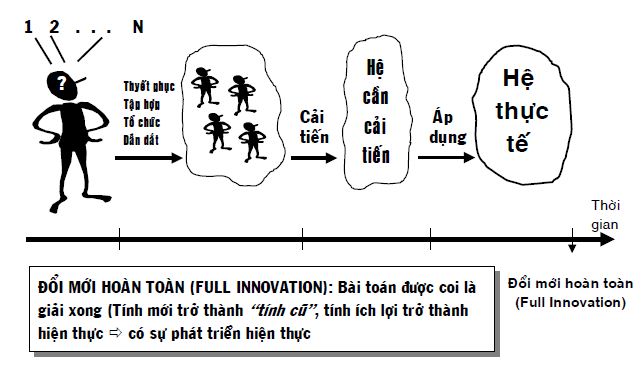 1 2 . . . N
?
Thyết phục
Tập hợp
Tổ chức
Dẫn dắt
Cải
tiến
Hệ
cần
cải
tiến
Áp
dụng
Hệ
thực
tế
Thời
gian
ĐỔI MỚI HOÀN TOÀN (FULL INNOVATION): Bài toán được coi là
giải xong (Tính mới trở thành "tính cũ", tính ích lợi trở thành
hiện thực ⇨ có sự phát triển hiện thực
Đổi mới hoàn toàn
(Full Innovation)